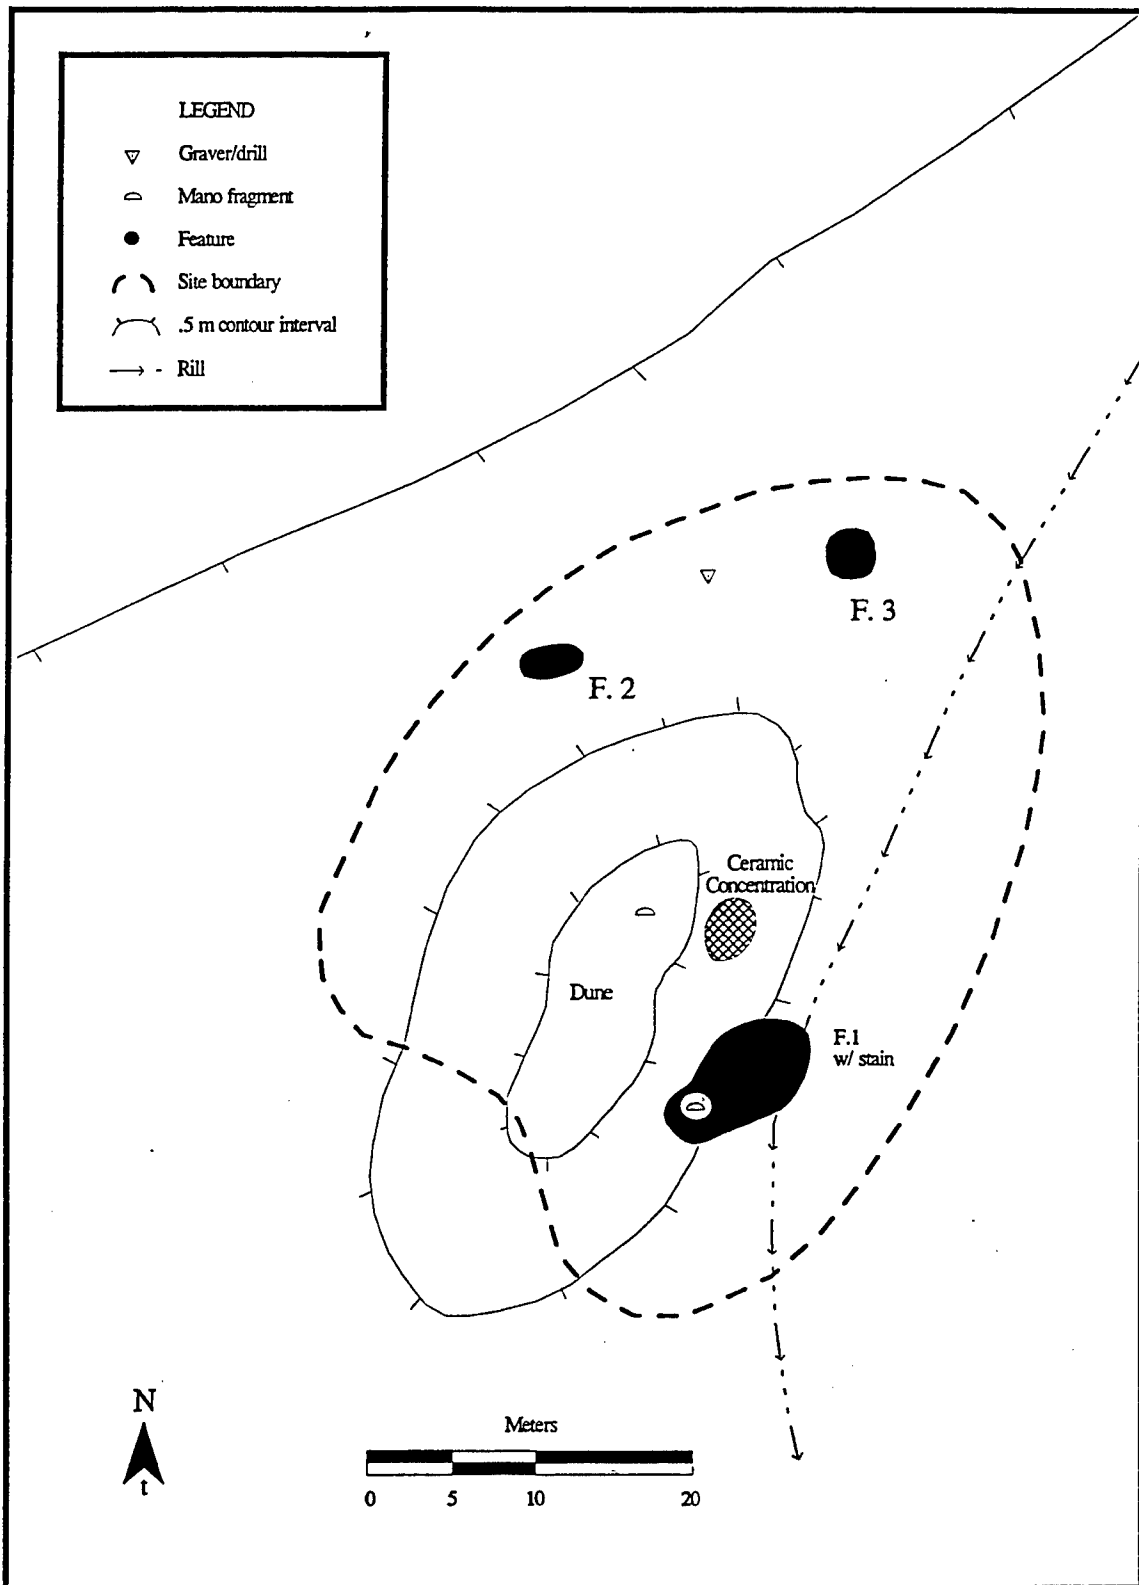 LEGEND
Graver/drill
Mano fragment
Feature
Site boundary
.5 m contour interval
Rill
F. 3
F. 2
Ceramic
Concentration
Dune
F.1
w/ stain
N
t
Meters
0 5 10 20